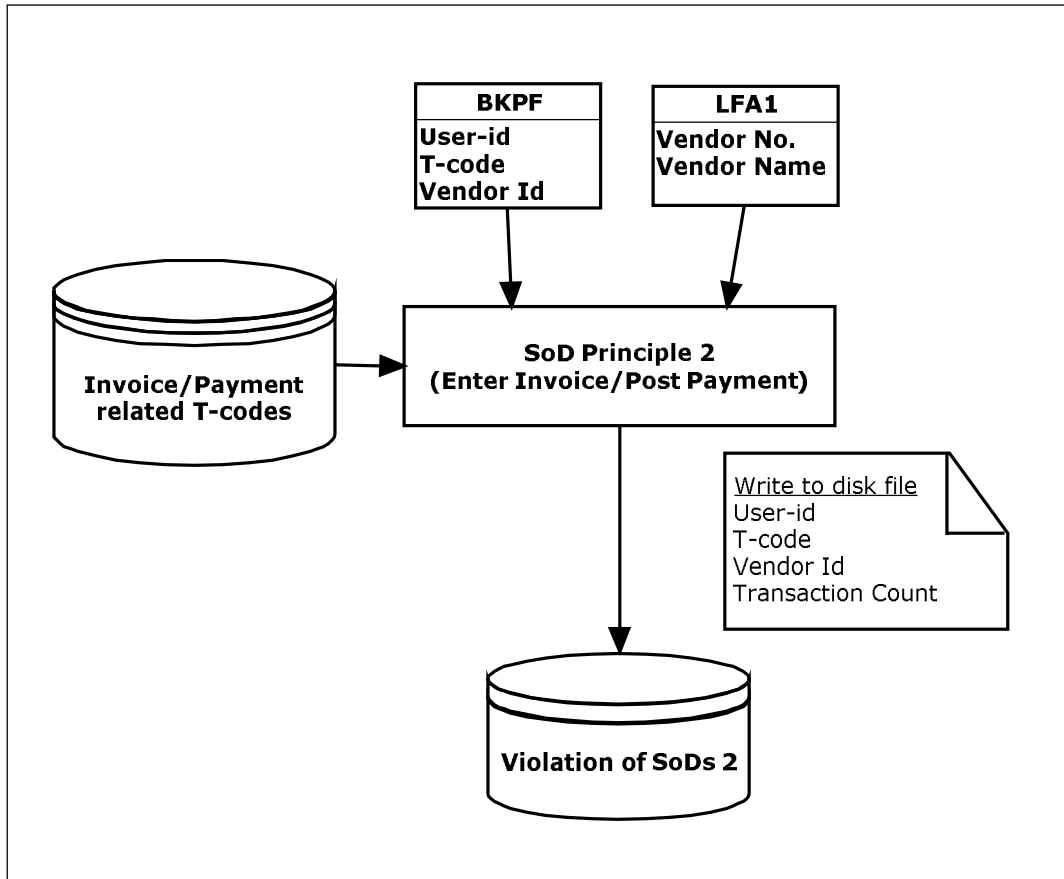 BKPF
User-id
T-code
Vendor Id
LFA1
Vendor No.
Vendor Name
Invoice/Payment
related T-codes
SoD Principle 2
(Enter Invoice/Post Payment)
Write to disk file
User-id
T-code
Vendor Id
Transaction Count
Violation of SoDs 2